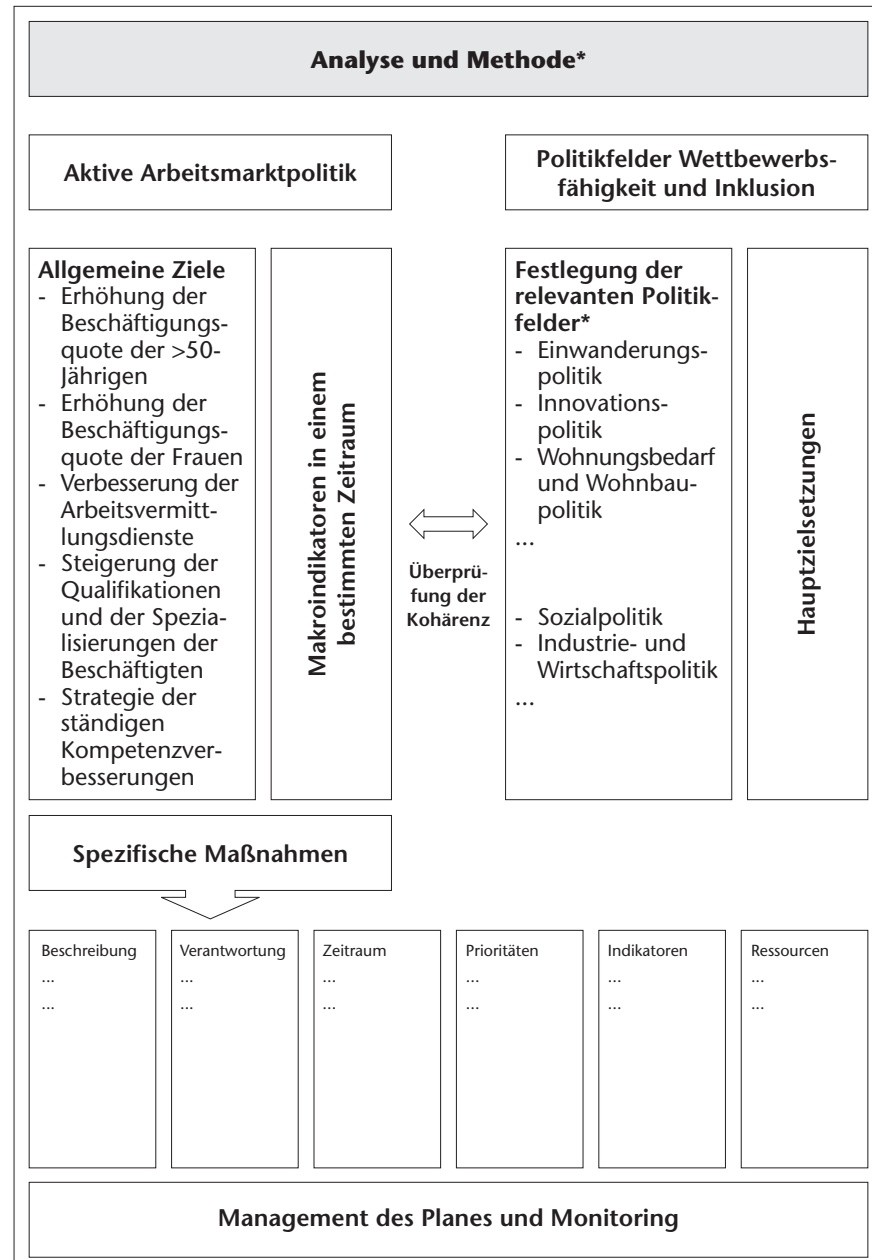 Analyse und Methode*
Aktive Arbeitsmarktpolitik
Politikfelder Wettbewerbs-
fähigkeit und Inklusion
Allgemeine Ziele
- Erhöhung der
Beschäftigungs-
quote der >50-
Jährigen
- Erhöhung der
Beschäftigungs-
quote der Frauen
- Verbesserung der
Arbeitsvermitt-
lungsdienste
- Steigerung der
Qualifikationen
und der Spezia-
lisierungen der
Beschäftigten
- Strategie der
ständigen
Kompetenzver-
besserungen
Makroindikatoren in einem
bestimmten Zeitraum
Überprü-
fung der
Kohärenz
Festlegung der
relevanten Politik-
felder*
- Einwanderungs-
politik
- Innovations-
politik
- Wohnungsbedarf
und Wohnbau-
politik
...
- Sozialpolitik
- Industrie- und
Wirtschaftspolitik
...
Hauptzielsetzungen
Spezifische Maßnahmen
Beschreibung
...
...
Verantwortung
...
...
Zeitraum
...
...
Prioritäten
...
...
Indikatoren
...
...
Ressourcen
...
...
Management des Planes und Monitoring